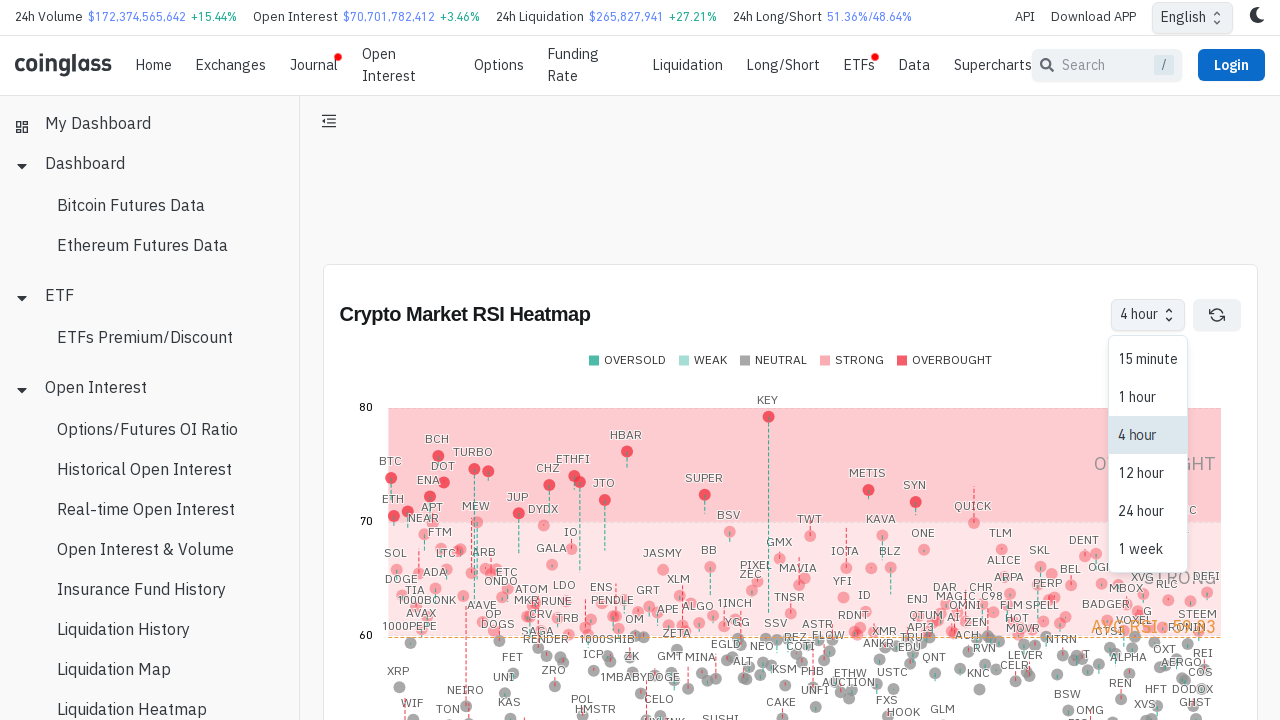 24h Volume $172,374,565,642 +15.44% Open Interest $70,701,782,412 +3.46% 24h Liquidation $265,827,941 +27.21% 24h Long/Short 51.36%/48.64% API Download APP English
coinglass Home Exchanges Journal Open Interest Options Funding Rate Liquidation Long/Short ETFs Data Supercharts Search / Login
My Dashboard
Dashboard
Bitcoin Futures Data
Ethereum Futures Data
ETF
ETFs Premium/Discount
Open Interest
Options/Futures OI Ratio
Historical Open Interest
Real-time Open Interest
Open Interest & Volume
Insurance Fund History
Liquidation History
Liquidation Map
Liquidation Heatmap
Crypto Market RSI Heatmap
4 hour
15 minute
1 hour
4 hour
12 hour
24 hour
1 week
OVERSOLD WEAK NEUTRAL STRONG OVERBOUGHT
80
KEY
BCH HBAR
TURBO
BTC DOT CHZ ETHFI
ENA JTO SUPER METIS
ETH APT MEW JUP DYDX SYN QUICK
NEAR BSV TWT KAVA
70
FTM IO ONE TLM
SOL LTC ARB GALA JASMY BB GMX IOTA BLZ SKL DENT
DOGE ADA ETC ONDO LDO XLM PIXEL ZEC MAVIA YFI ALICE ARPA BEL
TIA ATOM ENS GRT TNSR ID DAR CHR PERP MBOX XVG RLC DEFI
1000BONK AAVE MKR RUNE PENDLE APE ALGO 1INCH ENJ MAGIC C98 BADGER
AVAX OP CRV TRB OM YGG RDNT QTUM AI OMNI FLM SPELL STEEM
1000PEPE DOGS SAGA ZETA SSV ASTR API3 ZEN HOT MOVR VOXEL RONIN
60
RENDER 1000SHIB EGLD NEO REZ FLOW XMR TRU ACH CTSI
XRP FET ICP ZK GMT MINA ALT COTI ANKR EDU RVN NTRN OXT REI
UNI ZRO 1MBABYDOGE KSM PHB ETHW USTC QNT KNC CELR LEVER ALPHA AERGO COS
WIF NEIRO KAS POL CELO CAKE UNFI AUCTION FXS BSW REN HFT DODOX
TON HMSTR SUSHI HOOK GLM OMG XVS GHST